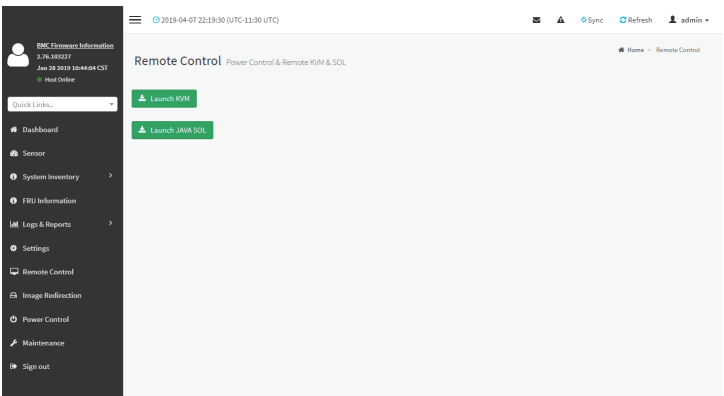 2019-04-07 22:19:30 (UTC-11:30 UTC)
Sync
Refresh
admin
BMC Firmware Information
2.76.103227
Jan 28 2019 10:44:04 CST
Host Online
Quick Links..
Dashboard
Sensor
System Inventory
FRU Information
Logs & Reports
Settings
Remote Control
Image Redirection
Power Control
Maintenance
Sign out
Remote Control Power Control & Remote KVM & SOL
Home - Remote Control
Launch KVM
Launch JAVA SOL